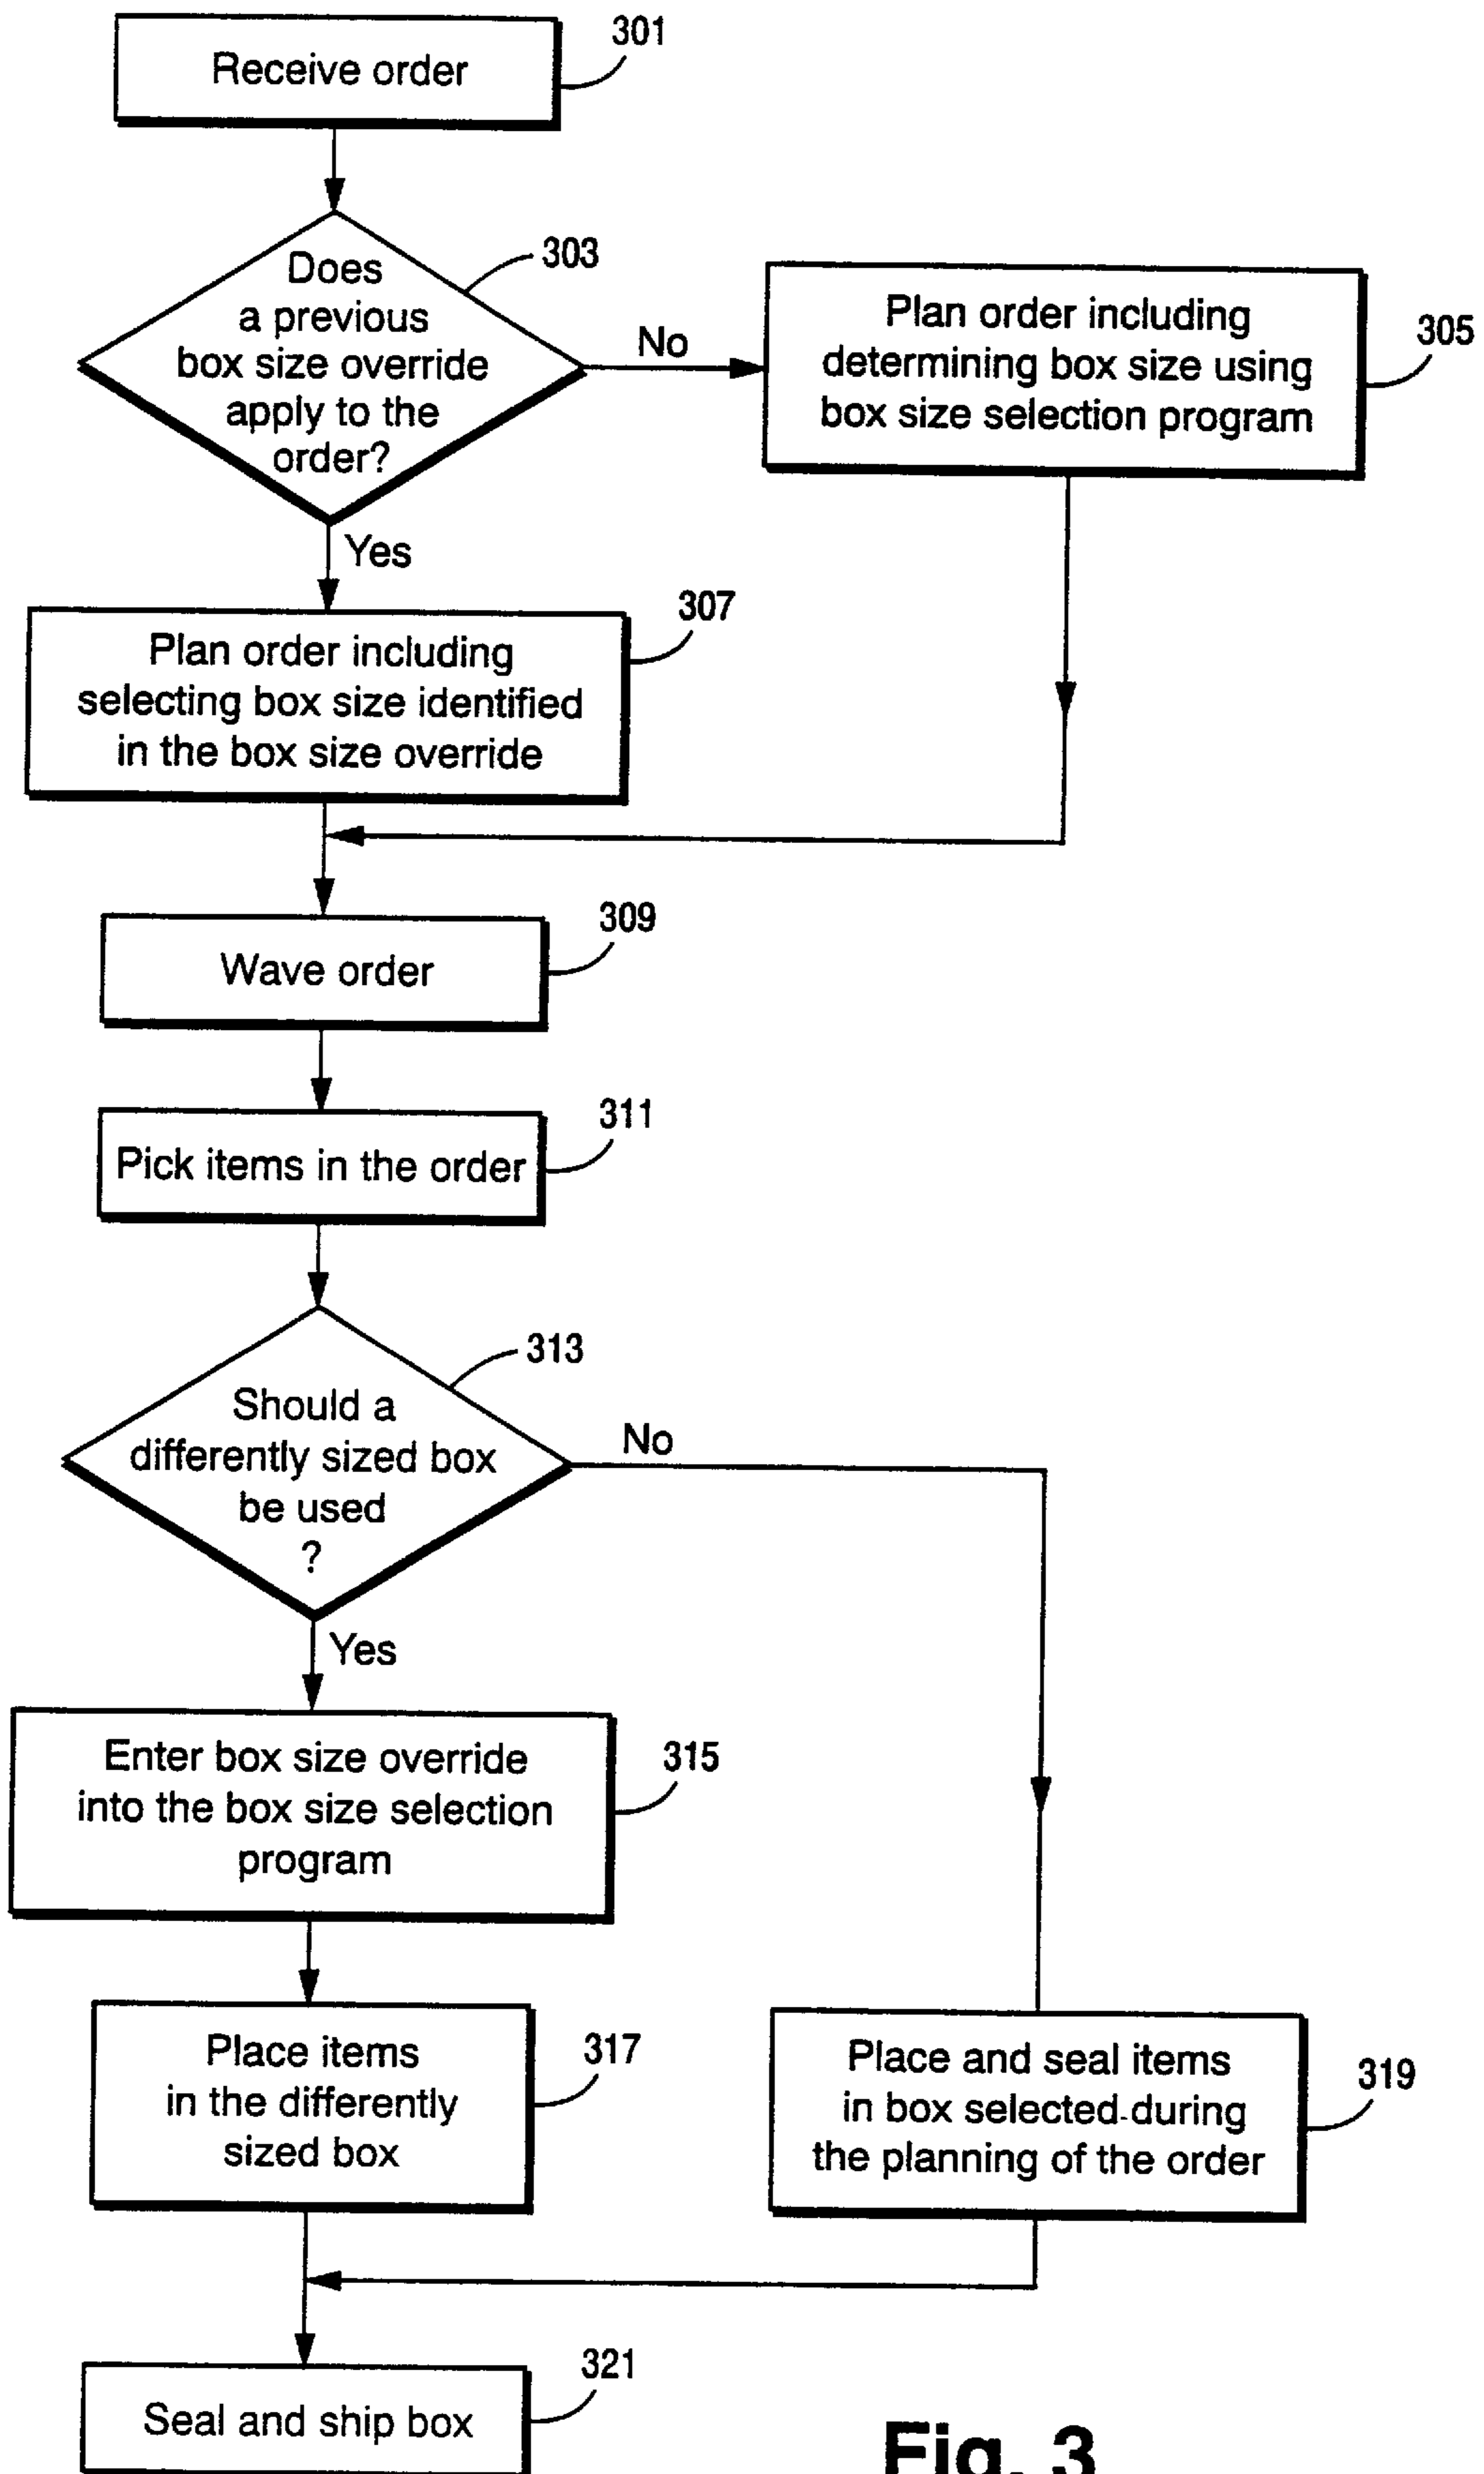 Receive order
301
Does
a previous
box size override
apply to the
order?
303
No
Plan order including
determining box size using
box size selection program
305
Yes
Plan order including
selecting box size identified
in the box size override
307
Wave order
309
Pick items in the order
311
Should a
differently sized box
be used
?
313
No
Yes
Enter box size override
into the box size selection
program
315
Place items
in the differently
sized box
317
Place and seal items
in box selected during
the planning of the order
319
Seal and ship box
321
Fig. 3